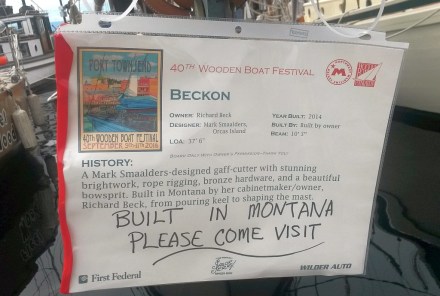 PORT TOWNSEND
40TH WOODEN BOAT FESTIVAL
40TH WOODEN BOAT FESTIVAL
BECKON
OWNER: Richard Beck
DESIGNER: Mark Smaalders,
Orcas Island
LOA: 37' 6"
YEAR BUILT: 2014
BUILT BY: Built by owner
BEAM: 10' 2"
HISTORY:
A Mark Smaalders-designed gaff-cutter with stunning
brightwork, rope rigging, bronze hardware, and a beautiful
bowsprit. Built in Montana by her cabinetmaker/owner,
Richard Beck, from pouring keel to shaping the mast.
BUILT IN MONTANA
PLEASE COME VISIT
First Federal
WILDER AUTO